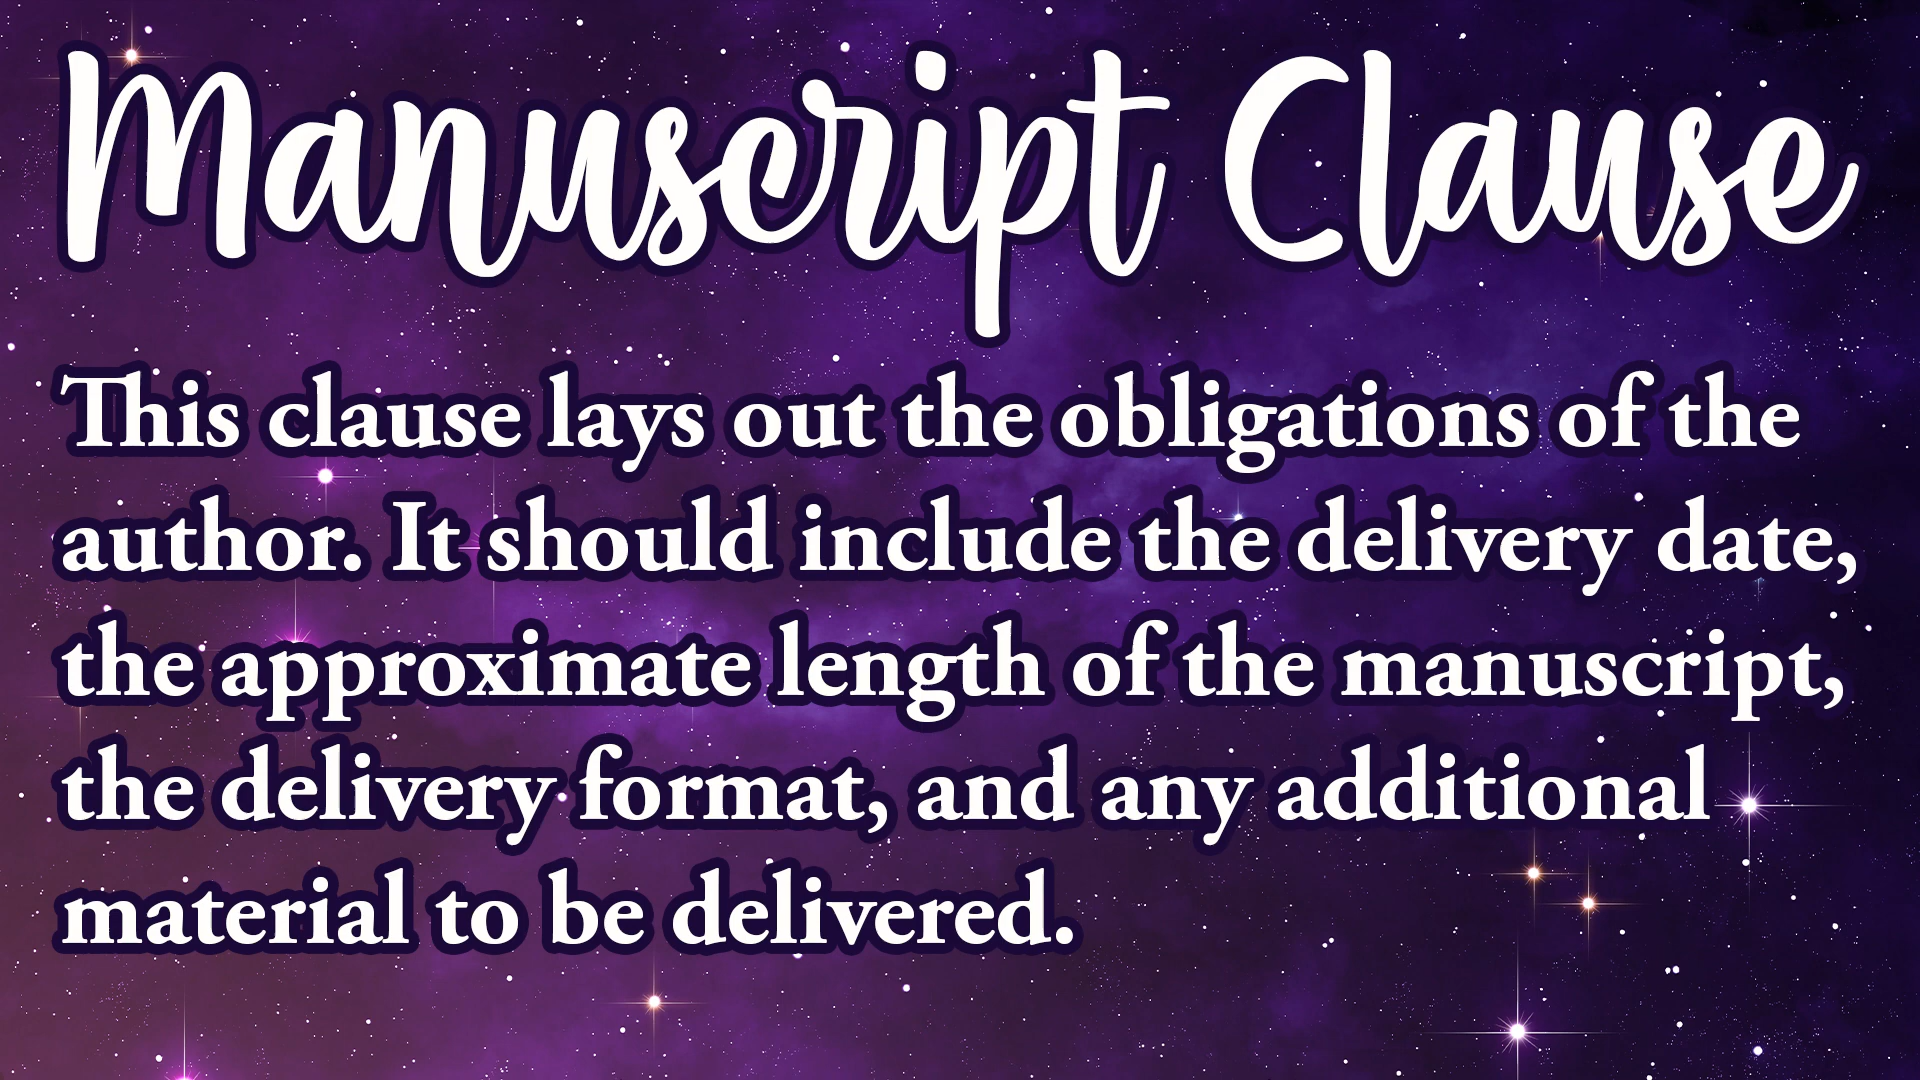 Manuscript Clause
This clause lays out the obligations of the
author. It should include the delivery date,
the approximate length of the manuscript,
the delivery format, and any additional
material to be delivered.